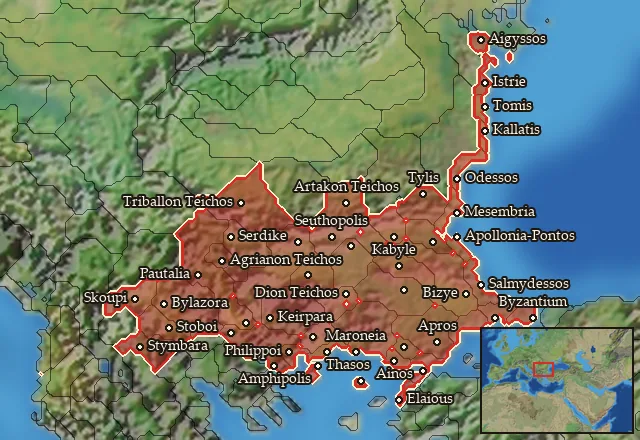 Aigyssos
Istrie
Tomis
Kallatis
Tylis
Odessos
Artakon Teichos
Triballon Teichos
Mesembria
Seuthopolis
Serdike
Apollonia-Pontos
Kabyle
Agrianon Teichos
Pautalia
Salmydessos
Dion Teichos
Bizye
Skoupi
Bylazora
Byzantium
Keirpara
Stoboi
Apros
Maroneia
Stymbara
Philippoi
Thasos
Ainos
Amphipolis
Elaious